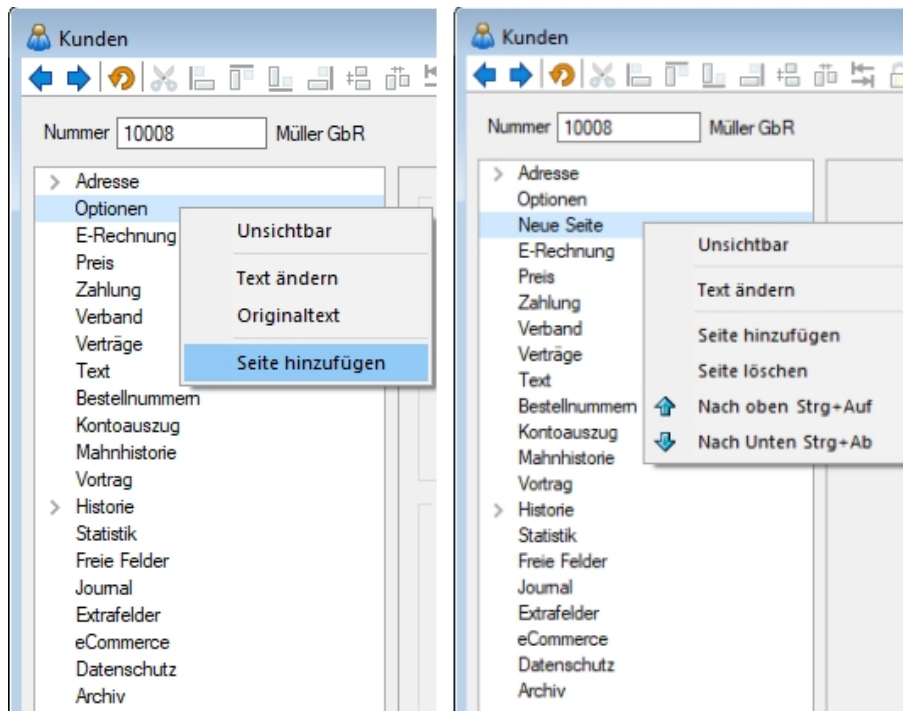 Kunden
Nummer 10008 Müller GbR
Adresse
Optionen
E-Rechnung
Preis
Zahlung
Verband
Verträge
Text
Bestellnummern
Kontoauszug
Mahnhistorie
Vortrag
Historie
Statistik
Freie Felder
Journal
Extrafelder
eCommerce
Datenschutz
Archiv
Unsichtbar
Text ändern
Originaltext
Seite hinzufügen
Kunden
Nummer 10008 Müller GbR
Adresse
Optionen
Neue Seite
E-Rechnung
Preis
Zahlung
Verband
Verträge
Text
Bestellnummern
Kontoauszug
Mahnhistorie
Vortrag
Historie
Statistik
Freie Felder
Journal
Extrafelder
eCommerce
Datenschutz
Archiv
Unsichtbar
Text ändern
Seite hinzufügen
Seite löschen
Nach oben Strg+Auf
Nach Unten Strg+Ab